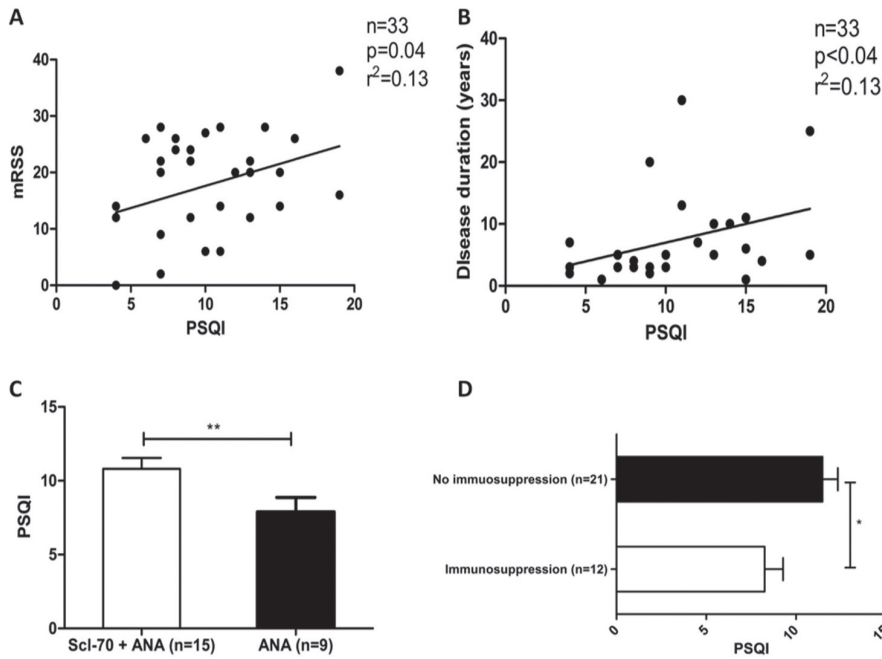 A
n=33
p=0.04
r²=0.13
40
30
20
10
0
mRSS
0 5 10 15 20
PSQI
B
n=33
p<0.04
r²=0.13
40
30
20
10
0
DIsease duration (years)
0 5 10 15 20
PSQI
C
15
10
5
0
PSQI
**
Scl-70 + ANA (n=15) ANA (n=9)
D
No immuosuppression (n=21)
Immunosuppression (n=12)
*
0 5 10 15
PSQI